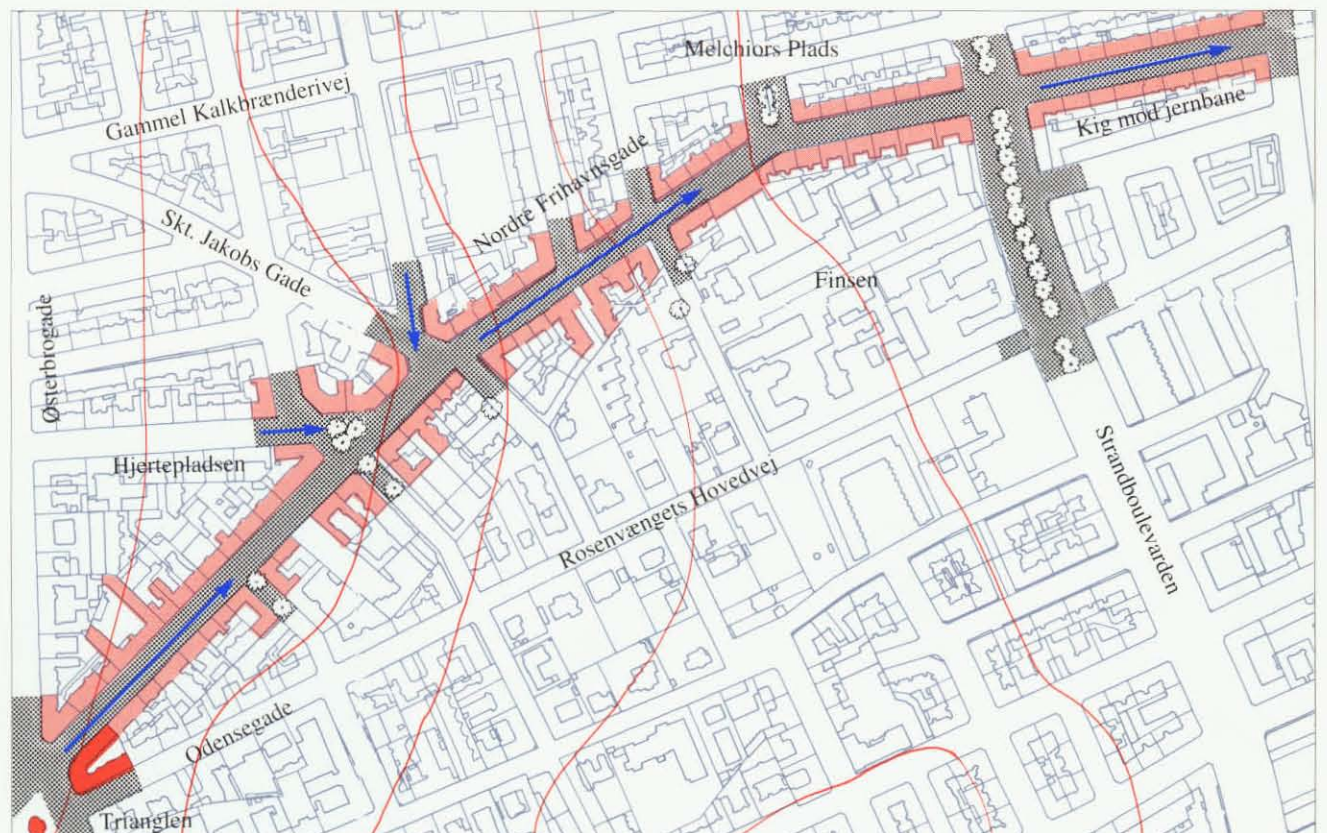 Melchiors Plads
Gammel Kalkbrænderivej
Kig mod jernbane
Nordre Frihavnsgade
Skt. Jakobs Gade
Finsen
Østerbrogade
Hjertepladsen
Rosenvængets Hovedvej
Strandboulevarden
Odensegade
Trianglen